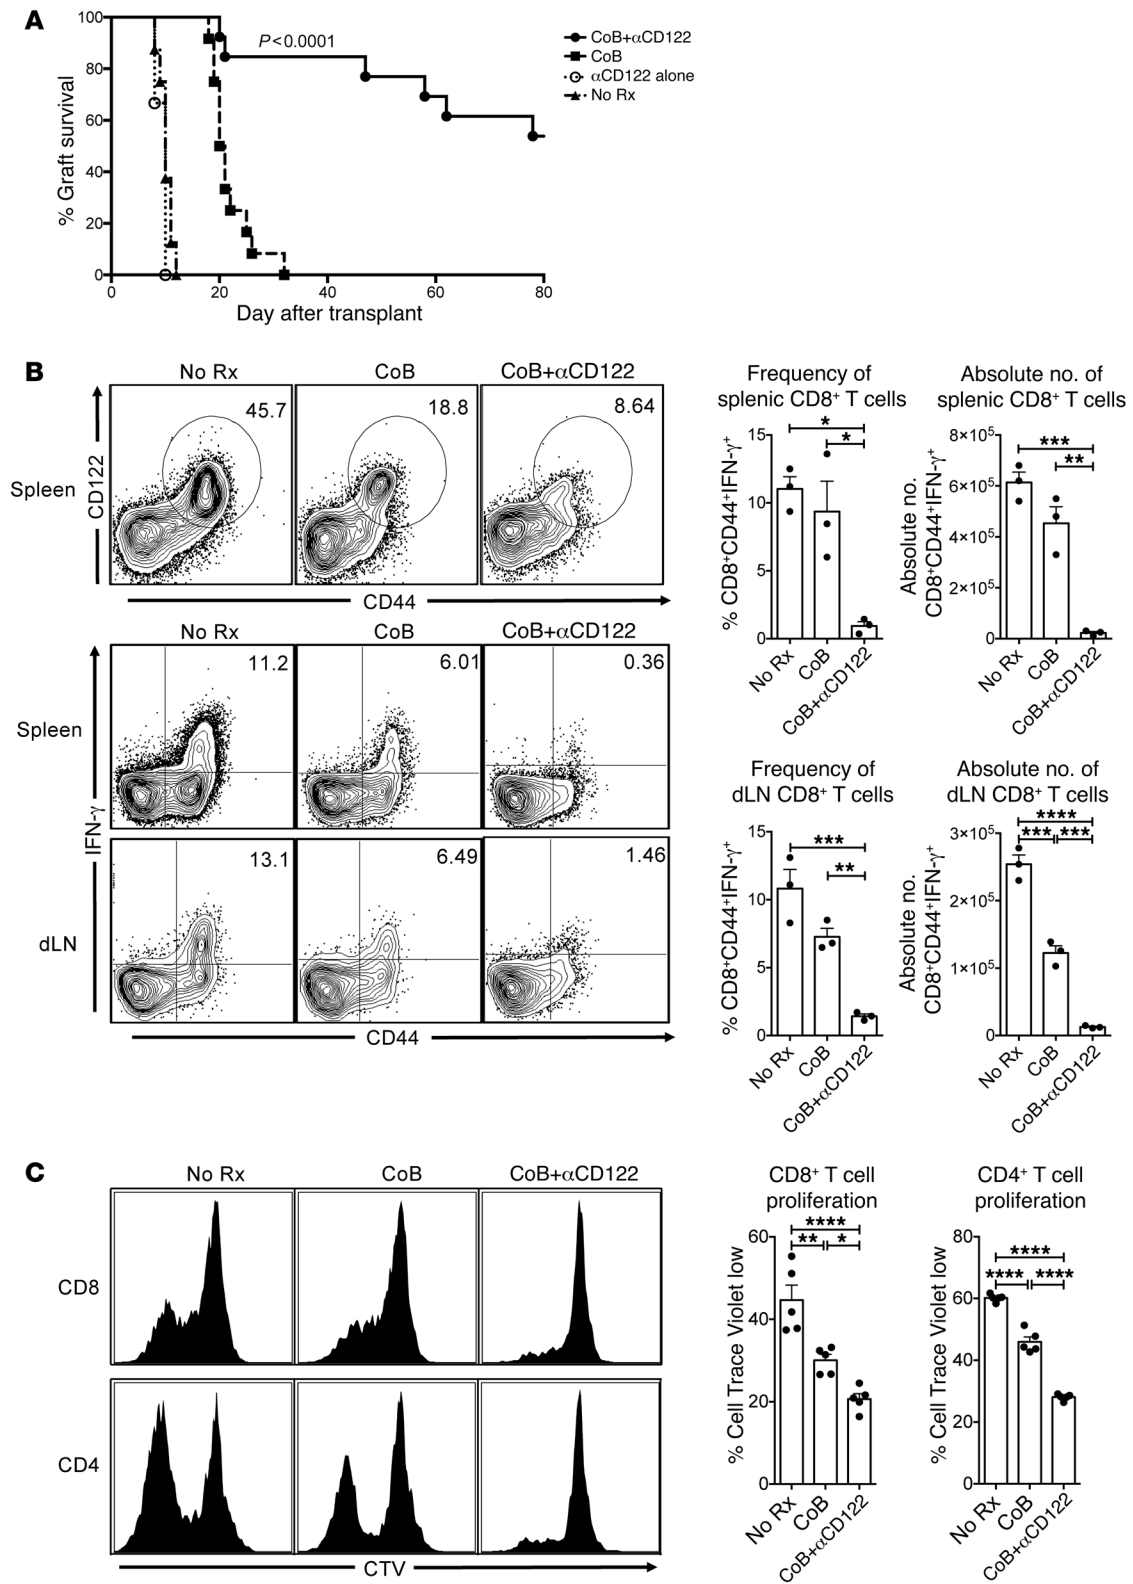 A
100
80
60
40
20
0
% Graft survival
P<0.0001
0 20 40 60 80
Day after transplant
CoB+αCD122
CoB
αCD122 alone
No Rx
B
No Rx CoB CoB+αCD122
Spleen
CD122
45.7 18.8 8.64
CD44
No Rx CoB CoB+αCD122
Spleen
11.2 6.01 0.36
IFN-γ
dLN
13.1 6.49 1.46
CD44
Frequency of
splenic CD8⁺ T cells
% CD8⁺CD44⁺IFN-γ⁺
15
10
5
0
*
*
No Rx
CoB
CoB+αCD122
Absolute no. of
splenic CD8⁺ T cells
Absolute no.
CD8⁺CD44⁺IFN-γ⁺
8×10⁵
6×10⁵
4×10⁵
2×10⁵
0
***
**
No Rx
CoB
CoB+αCD122
Frequency of
dLN CD8⁺ T cells
% CD8⁺CD44⁺IFN-γ⁺
15
10
5
0
***
**
No Rx
CoB
CoB+αCD122
Absolute no. of
dLN CD8⁺ T cells
Absolute no.
CD8⁺CD44⁺IFN-γ⁺
3×10⁵
2×10⁵
1×10⁵
0
****
*** ***
No Rx
CoB
CoB+αCD122
C
No Rx CoB CoB+αCD122
CD8
CD4
CTV
CD8⁺ T cell
proliferation
% Cell Trace Violet low
60
40
20
0
****
** *
No Rx
CoB
CoB+αCD122
CD4⁺ T cell
proliferation
% Cell Trace Violet low
80
60
40
20
0
****
**** ****
No Rx
CoB
CoB+αCD122